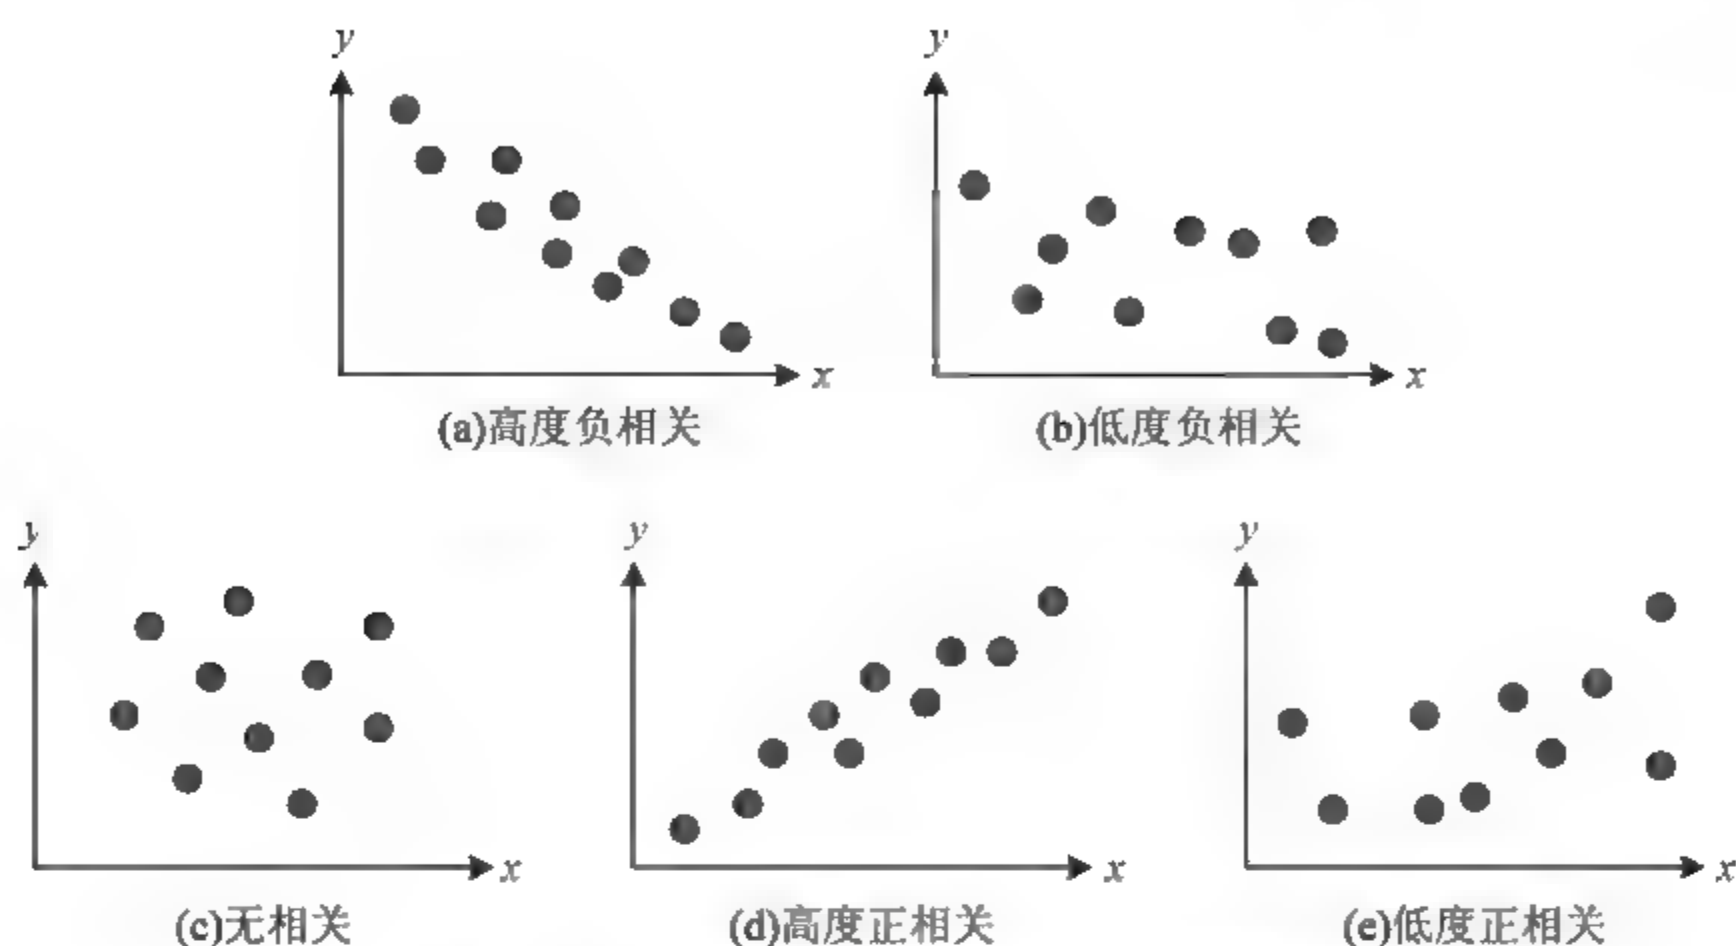 y y
x x
(a)高度负相关 (b)低度负相关
y y y
x x x
(c)无相关 (d)高度正相关 (e)低度正相关